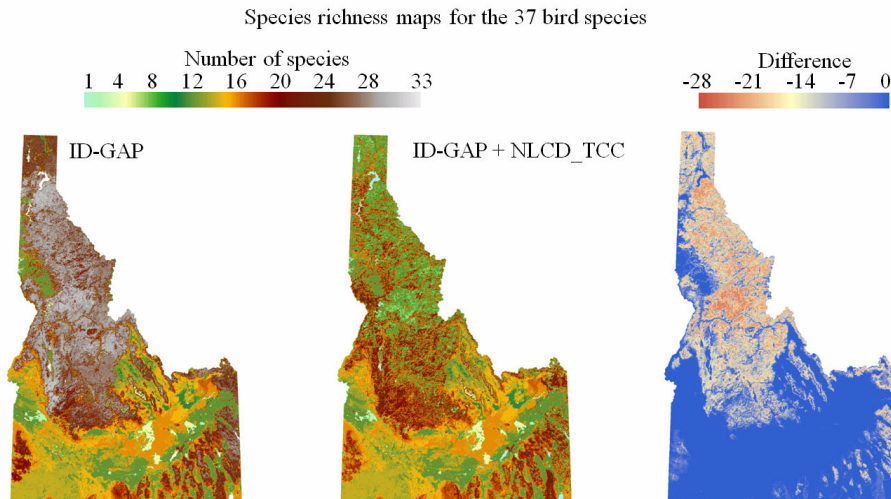 Species richness maps for the 37 bird species
Number of species
1 4 8 12 16 20 24 28 33
Difference
-28 -21 -14 -7 0
ID-GAP
ID-GAP + NLCD_TCC